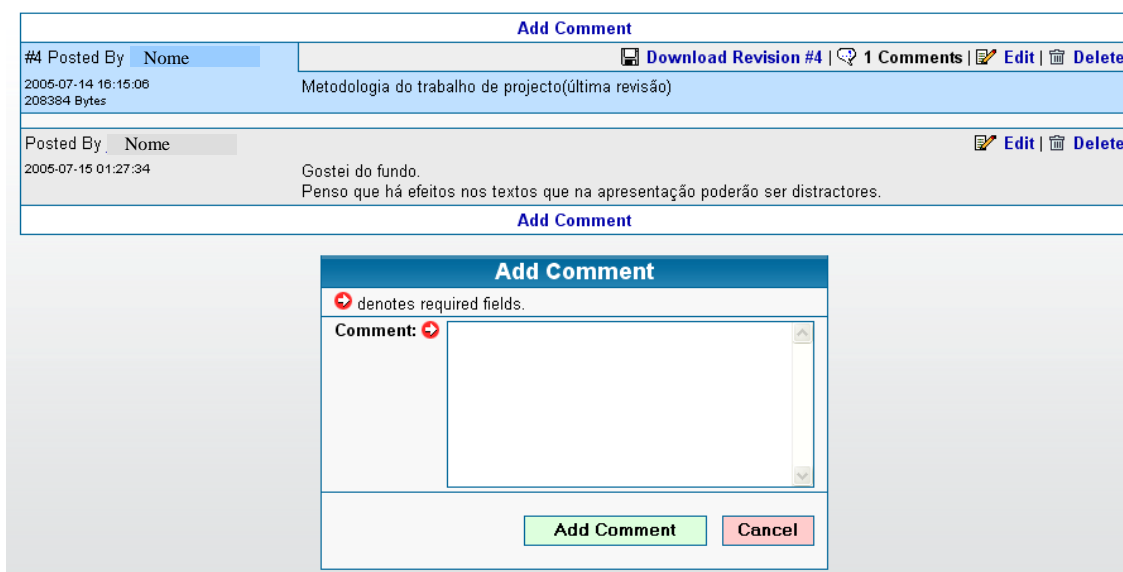 Add Comment
#4 Posted By Nome
Download Revision #4 | 1 Comments | Edit | Delete
2005-07-14 16:15:06
208384 Bytes
Metodologia do trabalho de projecto(última revisão)
Posted By Nome
Edit | Delete
2005-07-15 01:27:34
Gostei do fundo.
Penso que há efeitos nos textos que na apresentação poderão ser distractores.
Add Comment
Add Comment
denotes required fields.
Comment:
Add Comment
Cancel